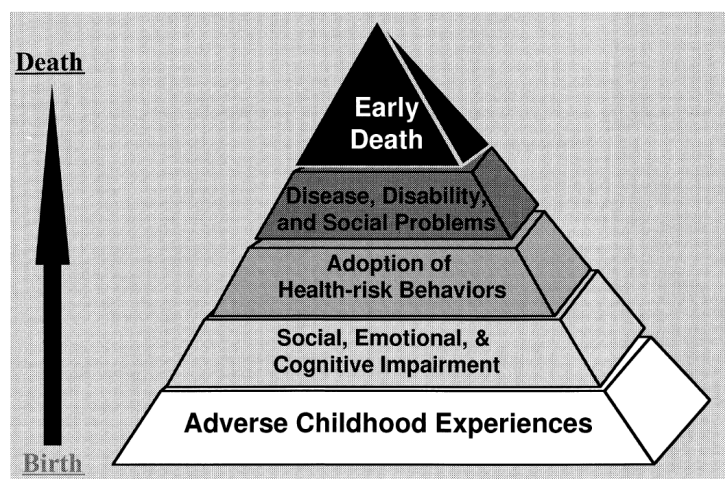 Death
Early
Death
Disease, Disability,
and Social Problems
Adoption of
Health-risk Behaviors
Social, Emotional, &
Cognitive Impairment
Adverse Childhood Experiences
Birth